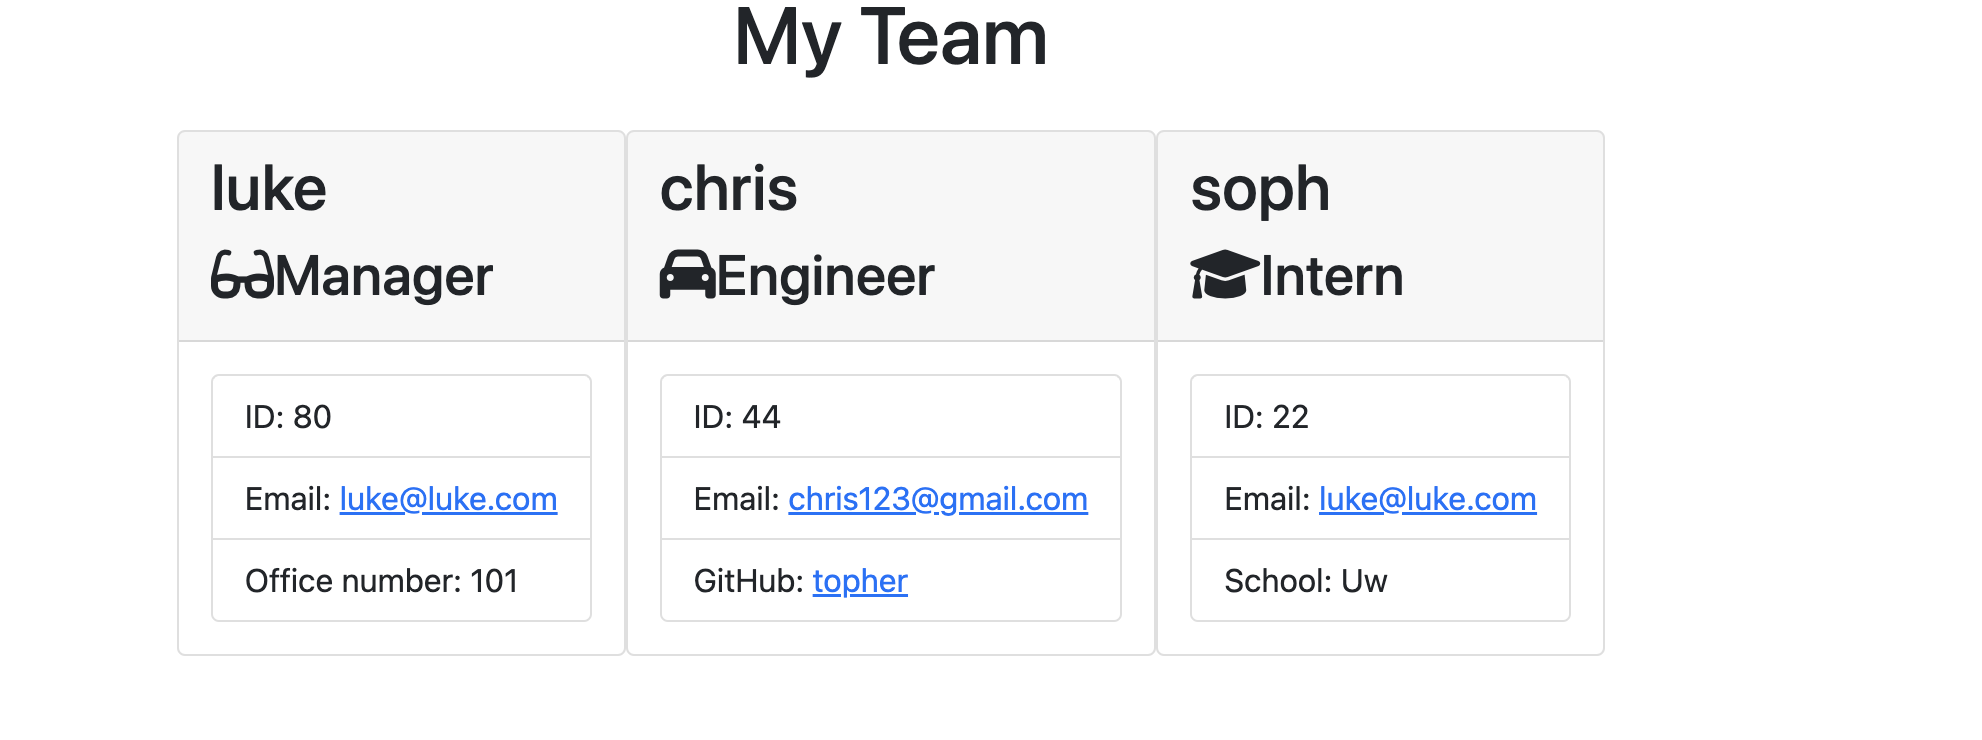 My Team
luke
Manager
ID: 80
Email: luke@luke.com
Office number: 101
chris
Engineer
ID: 44
Email: chris123@gmail.com
GitHub: topher
soph
Intern
ID: 22
Email: luke@luke.com
School: Uw